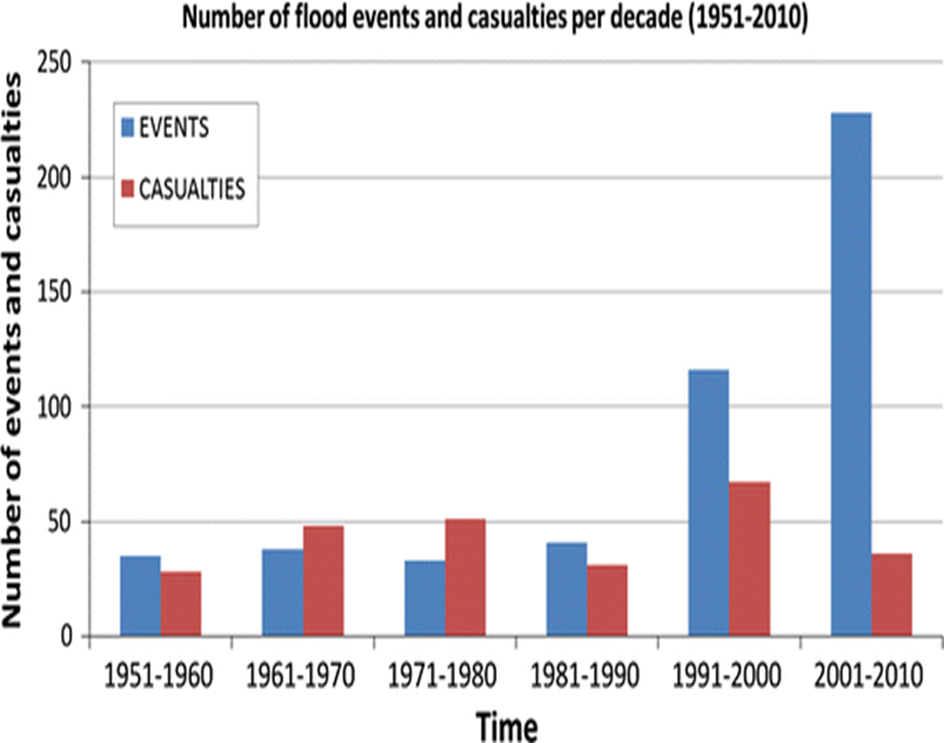 Number of flood events and casualties per decade (1951-2010)
Number of events and casualties
250
200
150
100
50
0
EVENTS
CASUALTIES
1951-1960 1961-1970 1971-1980 1981-1990 1991-2000 2001-2010
Time